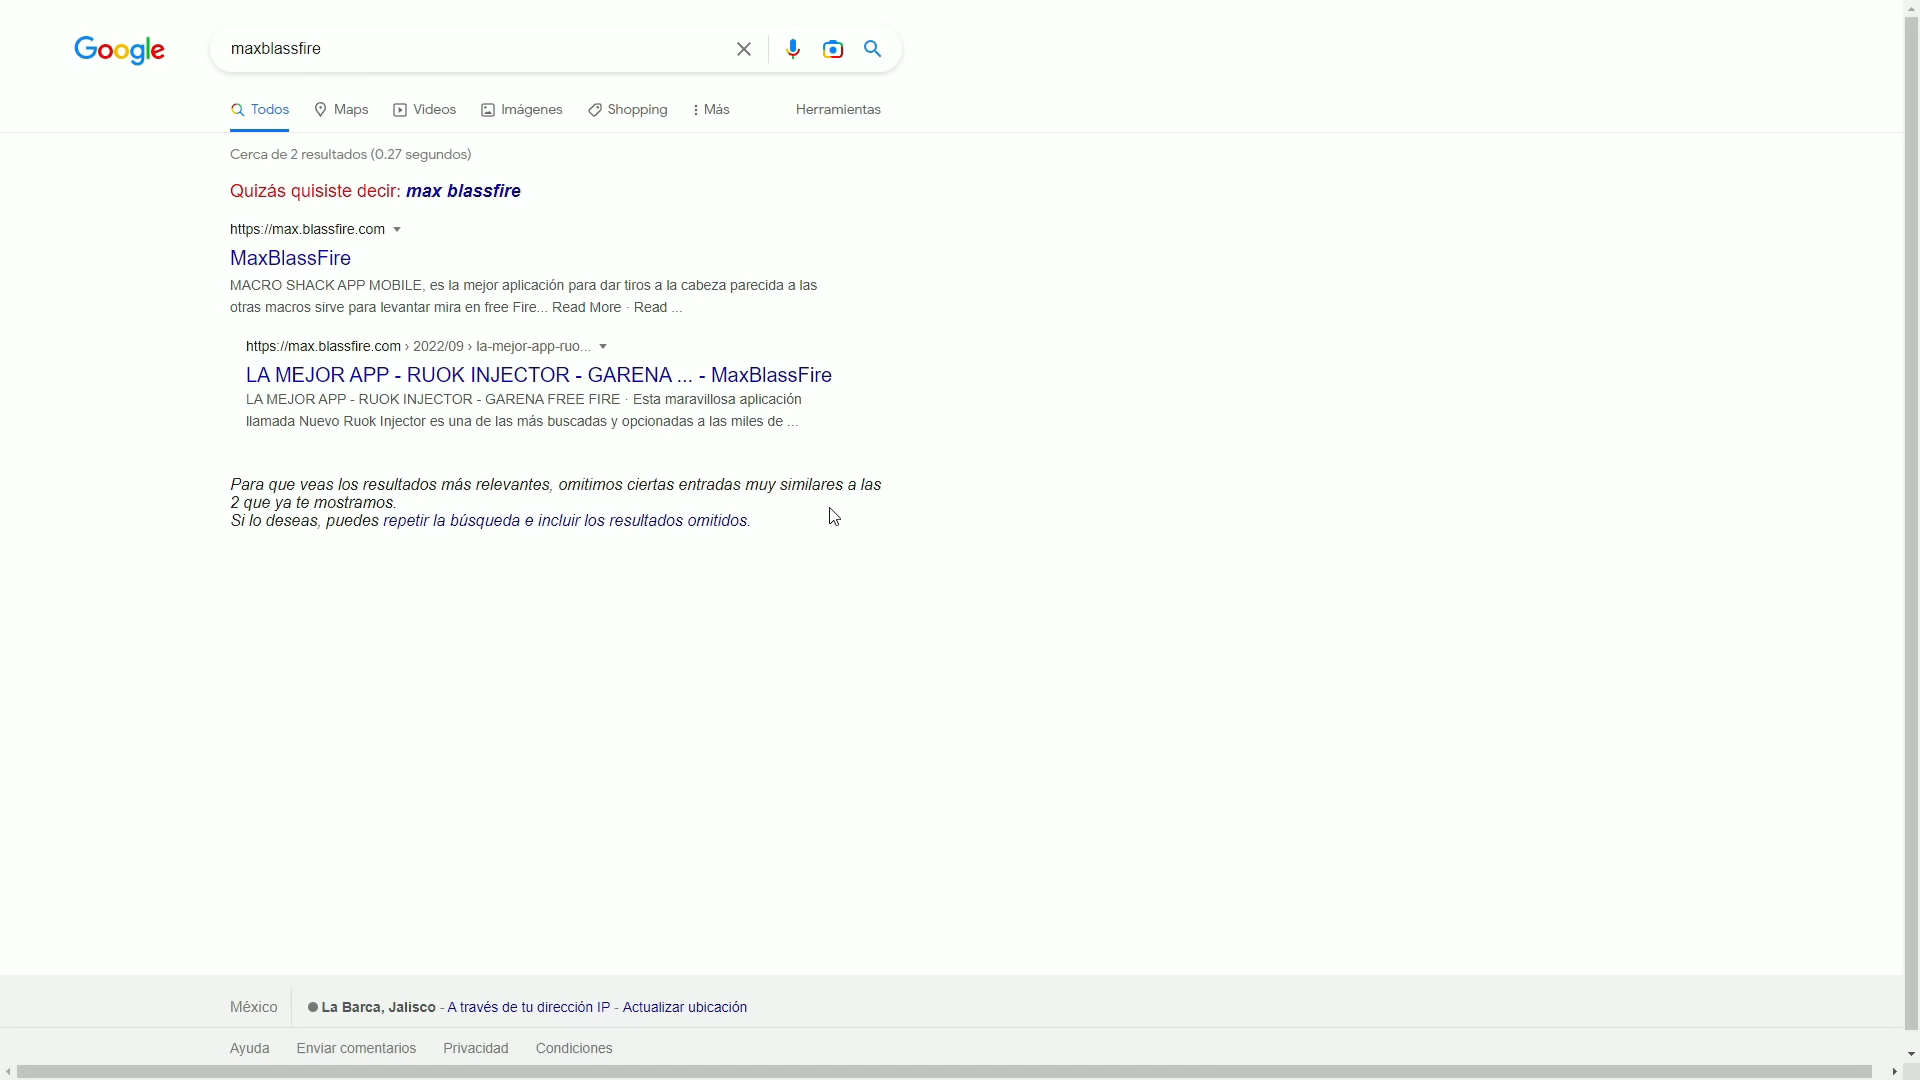 Google
maxblassfire
Todos Maps Videos Imágenes Shopping Más Herramientas
Cerca de 2 resultados (0.27 segundos)
Quizás quisiste decir: max blassfire
https://max.blassfire.com
MaxBlassFire
MACRO SHACK APP MOBILE, es la mejor aplicación para dar tiros a la cabeza parecida a las
otras macros sirve para levantar mira en free Fire... Read More · Read ...
https://max.blassfire.com › 2022/09 › la-mejor-app-ruo...
LA MEJOR APP - RUOK INJECTOR - GARENA ... - MaxBlassFire
LA MEJOR APP - RUOK INJECTOR - GARENA FREE FIRE · Esta maravillosa aplicación
llamada Nuevo Ruok Injector es una de las más buscadas y opcionadas a las miles de ...
Para que veas los resultados más relevantes, omitimos ciertas entradas muy similares a las
2 que ya te mostramos.
Si lo deseas, puedes repetir la búsqueda e incluir los resultados omitidos.
México La Barca, Jalisco - A través de tu dirección IP - Actualizar ubicación
Ayuda Enviar comentarios Privacidad Condiciones